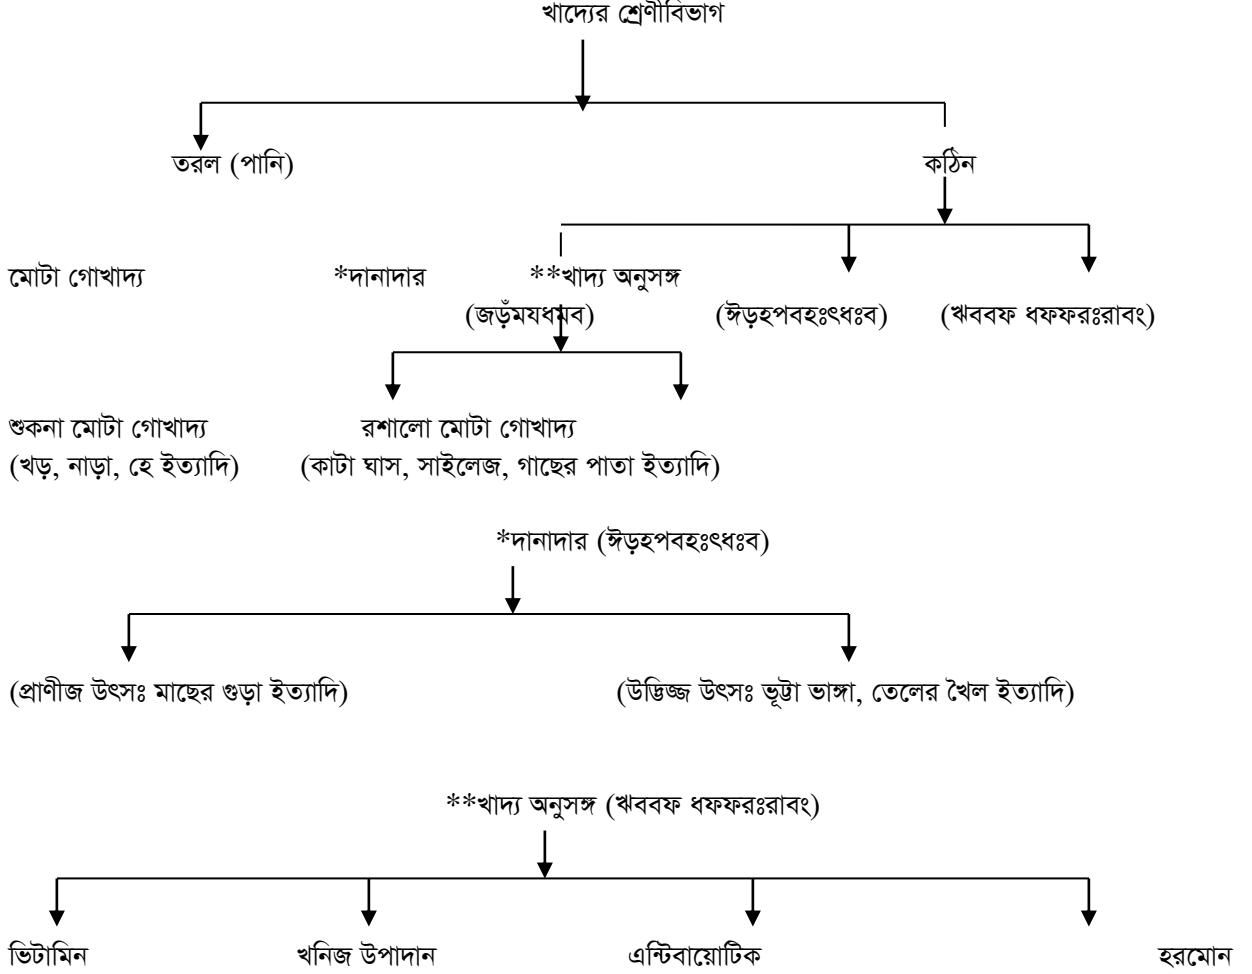 খাদ্যের শ্রেণীবিভাগ
তরল (পানি) কঠিন
মোটা গোখাদ্য *দানাদার **খাদ্য অনুসঙ্গ
(জড়ঁমযধমব) (ঈড়হপবহঃৎধঃব) (ঋববফ ধফফরঃরাবং)
শুকনা মোটা গোখাদ্য রশালো মোটা গোখাদ্য
(খড়, নাড়া, হে ইত্যাদি) (কাটা ঘাস, সাইলেজ, গাছের পাতা ইত্যাদি)
*দানাদার (ঈড়হপবহঃৎধঃব)
(প্রাণীজ উৎসঃ মাছের গুড়া ইত্যাদি) (উদ্ভিজ্জ উৎসঃ ভূট্টা ভাঙ্গা, তেলের খৈল ইত্যাদি)
**খাদ্য অনুসঙ্গ (ঋববফ ধফফরঃরাবং)
ভিটামিন খনিজ উপাদান এন্টিবায়োটিক হরমোন